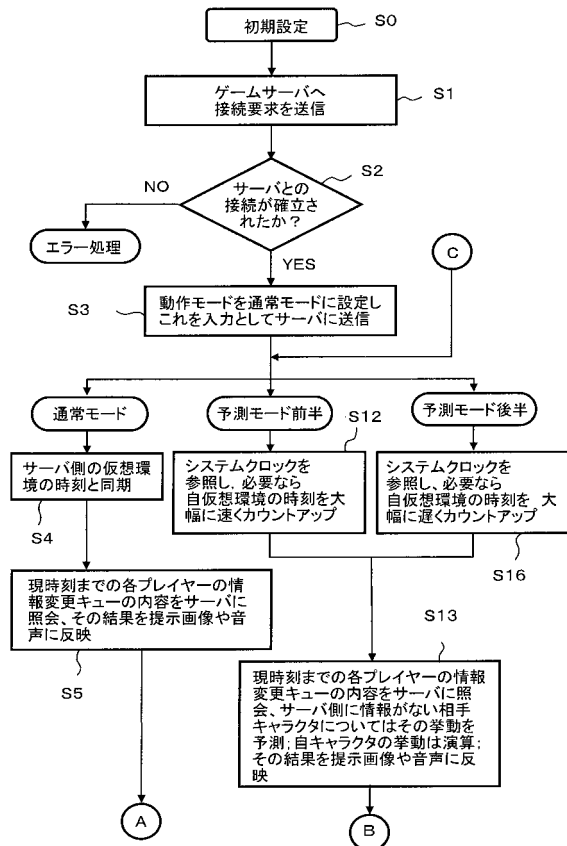 初期設定
S0
ゲームサーバへ
接続要求を送信
S1
サーバとの
接続が確立さ
れたか？
S2
NO
エラー処理
YES
C
S3
動作モードを通常モードに設定し
これを入力としてサーバに送信
通常モード
予測モード前半
S12
予測モード後半
サーバ側の仮想環
境の時刻と同期
S4
システムクロックを
参照し、必要なら
自仮想環境の時刻を大
幅に速くカウントアップ
システムクロックを
参照し、必要なら
自仮想環境の時刻を 大
幅に遅くカウントアップ
S16
現時刻までの各プレイヤーの情
報変更キューの内容をサーバに
照会、その結果を提示画像や音
声に反映
S5
S13
現時刻までの各プレイヤーの情報
変更キューの内容をサーバに照
会、サーバ側に情報がない相手
キャラクタについてはその挙動を
予測；自キャラクタの挙動は演算；
その結果を提示画像や音声に反
映
A
B